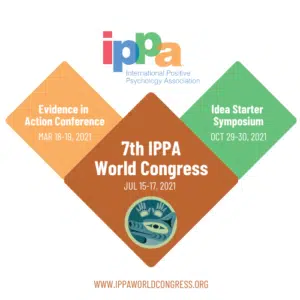 ippa
International Positive
Psychology Association
Evidence in
Action Conference
MAR 18-19, 2021
Idea Starter
Symposium
OCT 29-30, 2021
7th IPPA
World Congress
JUL 15-17, 2021
WWW.IPPAWORLDCONGRESS.ORG